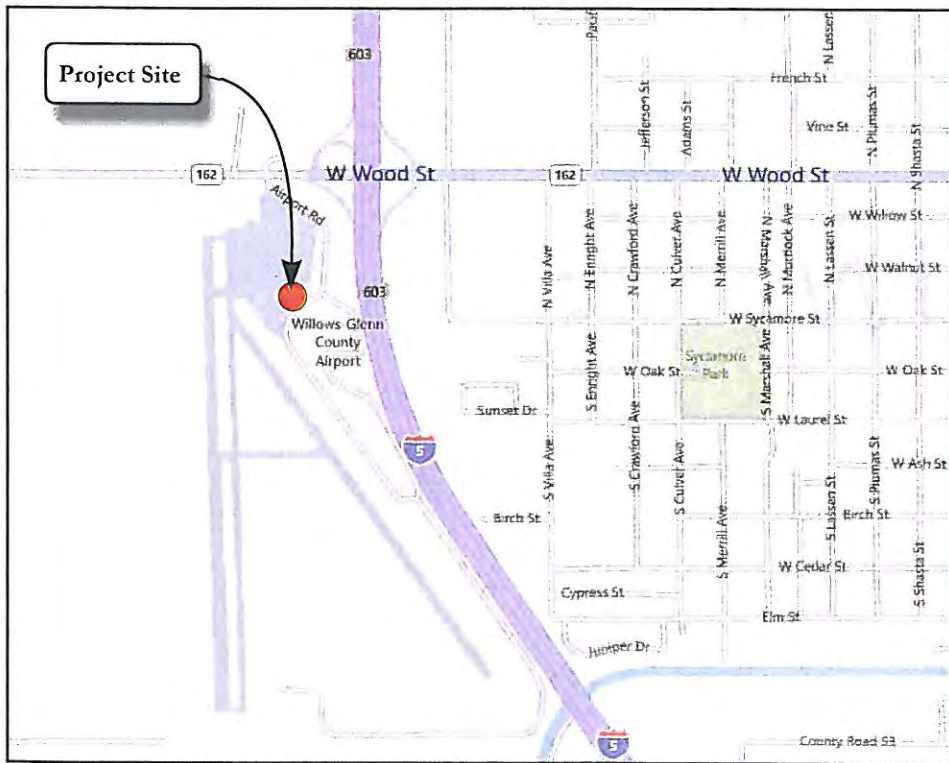 Project Site
603
N Lassen
French St
Jefferson St
Adams St
Vine St
N Plumas St
N Shasta St
162
W Wood St
162
W Wood St
Airport Rd
W Willow St
N Villa Ave
N Enright Ave
N Crawford Ave
N Culver Ave
N Merrill Ave
N Marshall Ave
N Murdock Ave
N Lassen St
W Walnut St
603
Willows-Glenn
County
Airport
W Sycamore St
S Enright Ave
W Oak St
Sycamore
Park
S Marshall Ave
W Oak St
Sunset Dr
W Laurel St
5
S Villa Ave
S Crawford Ave
S Culver Ave
S Plumas St
W Ash St
Birch St
S Merrill Ave
S Lassen St
Birch St
W Cedar St
S Shasta St
Cypress St
Elm St
Juniper Dr
5
County Road 53